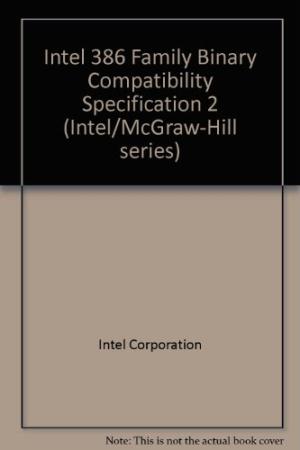 Intel 386 Family Binary
Compatibility
Specification 2
(Intel/McGraw-Hill
series)
Intel Corporation
Note: This is not the actual book cover